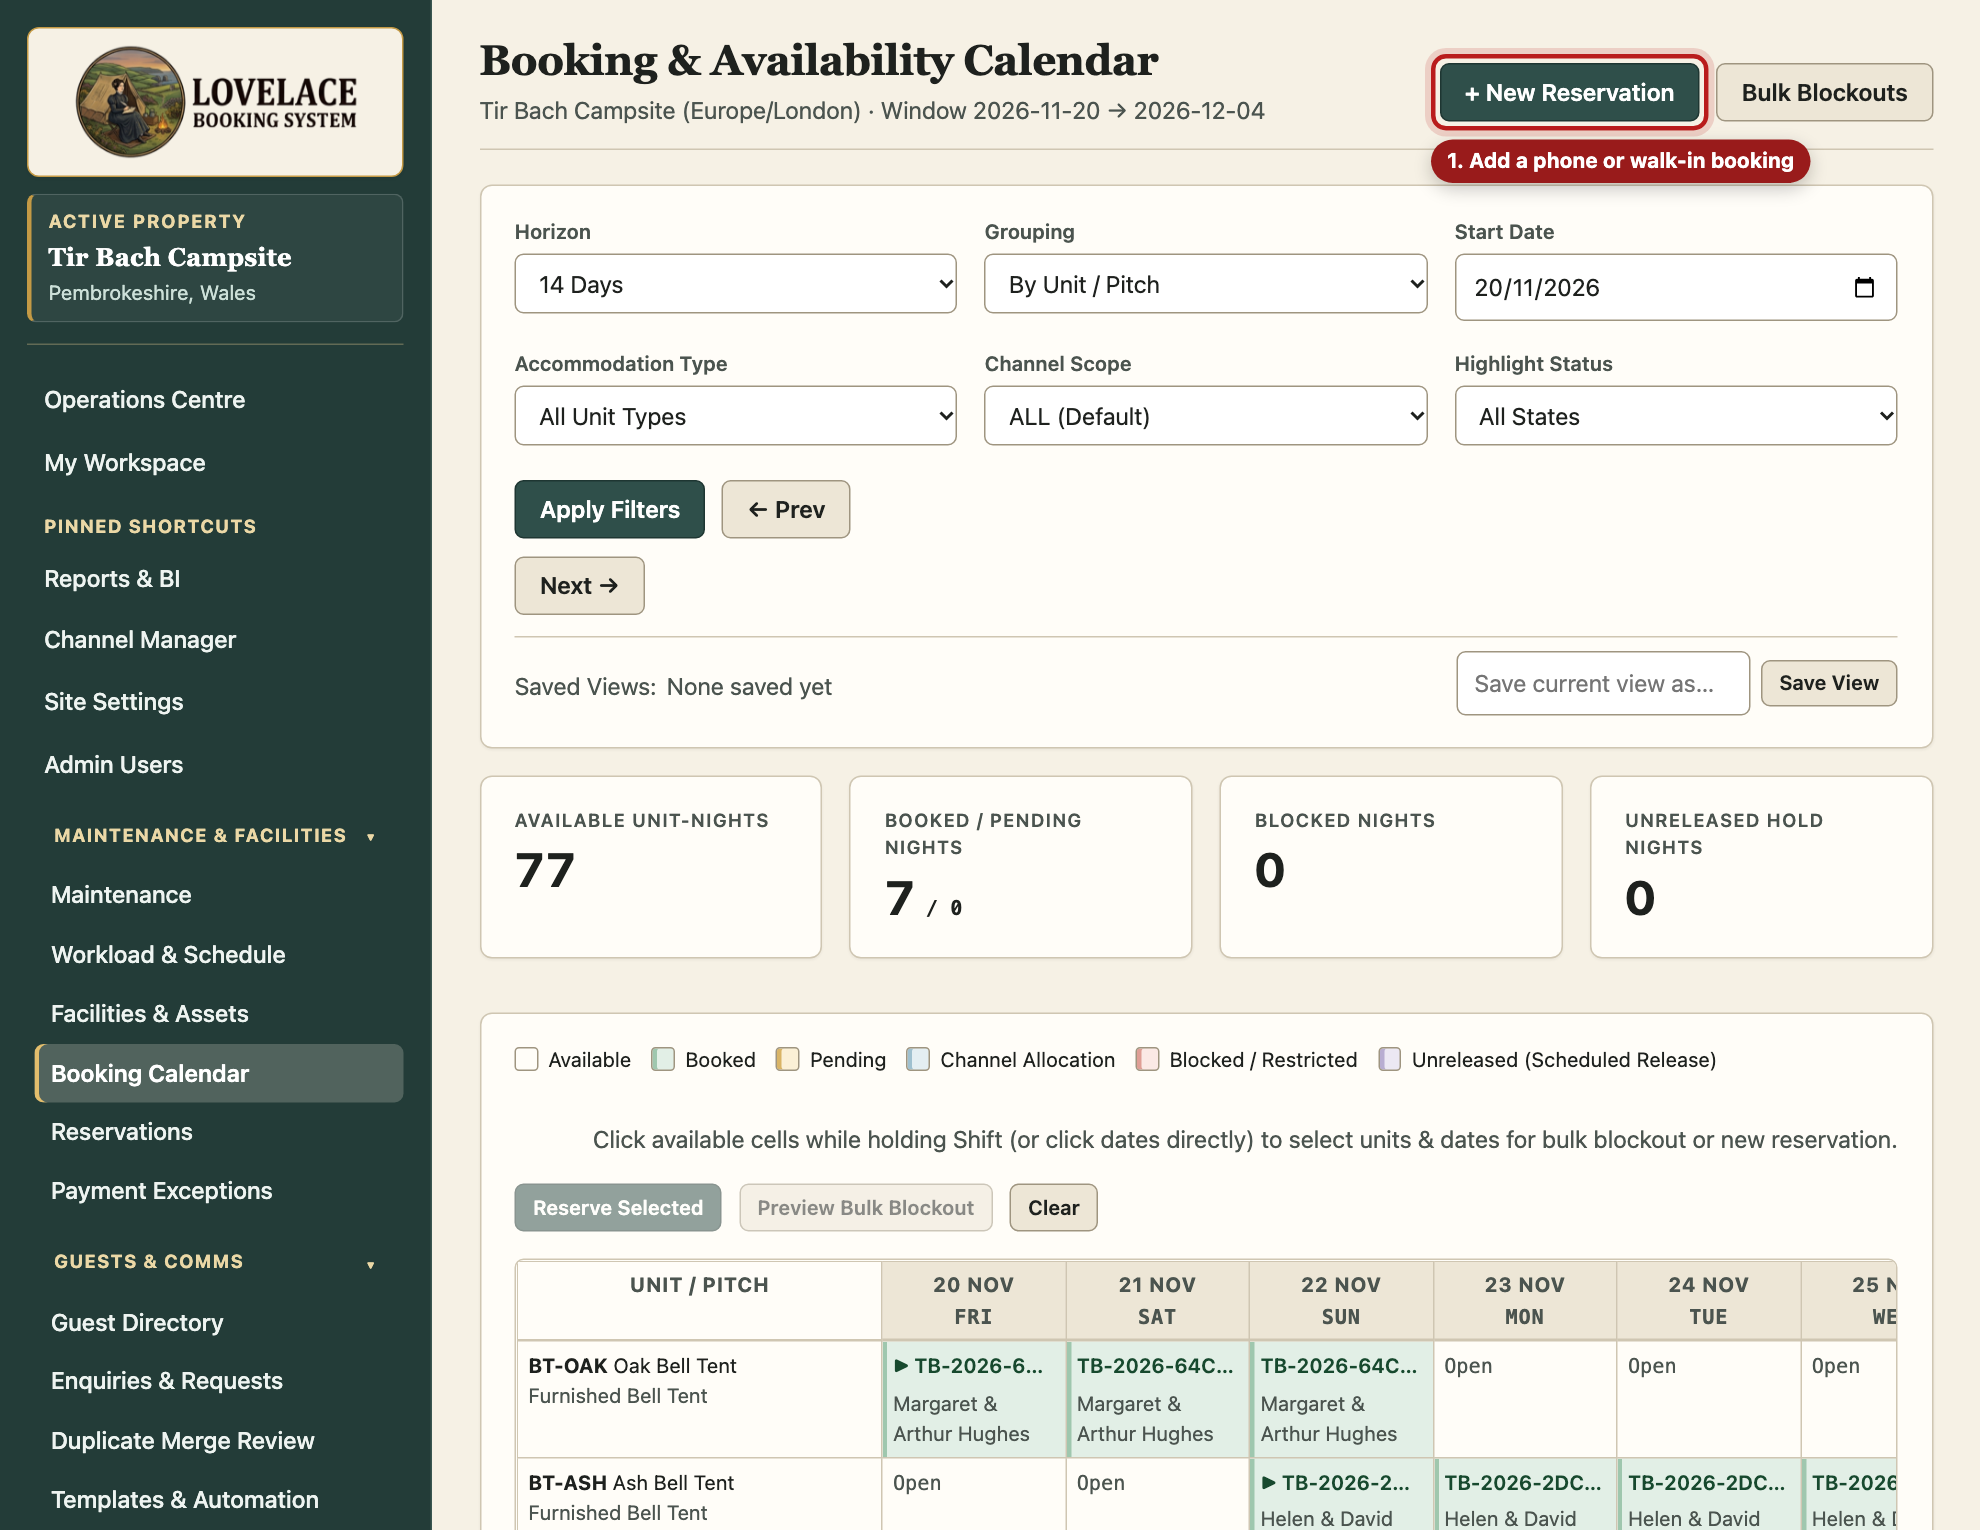 LOVELACE
BOOKING SYSTEM
ACTIVE PROPERTY
Tir Bach Campsite
Pembrokeshire, Wales
Operations Centre
My Workspace
PINNED SHORTCUTS
Reports & BI
Channel Manager
Site Settings
Admin Users
MAINTENANCE & FACILITIES ▾
Maintenance
Workload & Schedule
Facilities & Assets
Booking Calendar
Reservations
Payment Exceptions
GUESTS & COMMS ▾
Guest Directory
Enquiries & Requests
Duplicate Merge Review
Templates & Automation
Booking & Availability Calendar
Tir Bach Campsite (Europe/London) · Window 2026-11-20 → 2026-12-04
+ New Reservation
Bulk Blockouts
1. Add a phone or walk-in booking
Horizon
14 Days
Grouping
By Unit / Pitch
Start Date
20/11/2026
Accommodation Type
All Unit Types
Channel Scope
ALL (Default)
Highlight Status
All States
Apply Filters
← Prev
Next →
Saved Views: None saved yet
Save current view as...
Save View
AVAILABLE UNIT-NIGHTS
77
BOOKED / PENDING
NIGHTS
7 / 0
BLOCKED NIGHTS
0
UNRELEASED HOLD
NIGHTS
0
Available
Booked
Pending
Channel Allocation
Blocked / Restricted
Unreleased (Scheduled Release)
Click available cells while holding Shift (or click dates directly) to select units & dates for bulk blockout or new reservation.
Reserve Selected
Preview Bulk Blockout
Clear
UNIT / PITCH
20 NOV
FRI
21 NOV
SAT
22 NOV
SUN
23 NOV
MON
24 NOV
TUE
25 N
WE
BT-OAK Oak Bell Tent
Furnished Bell Tent
▶ TB-2026-6...
Margaret &
Arthur Hughes
TB-2026-64C...
Margaret &
Arthur Hughes
TB-2026-64C...
Margaret &
Arthur Hughes
Open
Open
Open
BT-ASH Ash Bell Tent
Furnished Bell Tent
Open
Open
▶ TB-2026-2...
Helen & David
TB-2026-2DC...
Helen & David
TB-2026-2DC...
Helen & David
TB-2026
Helen & D